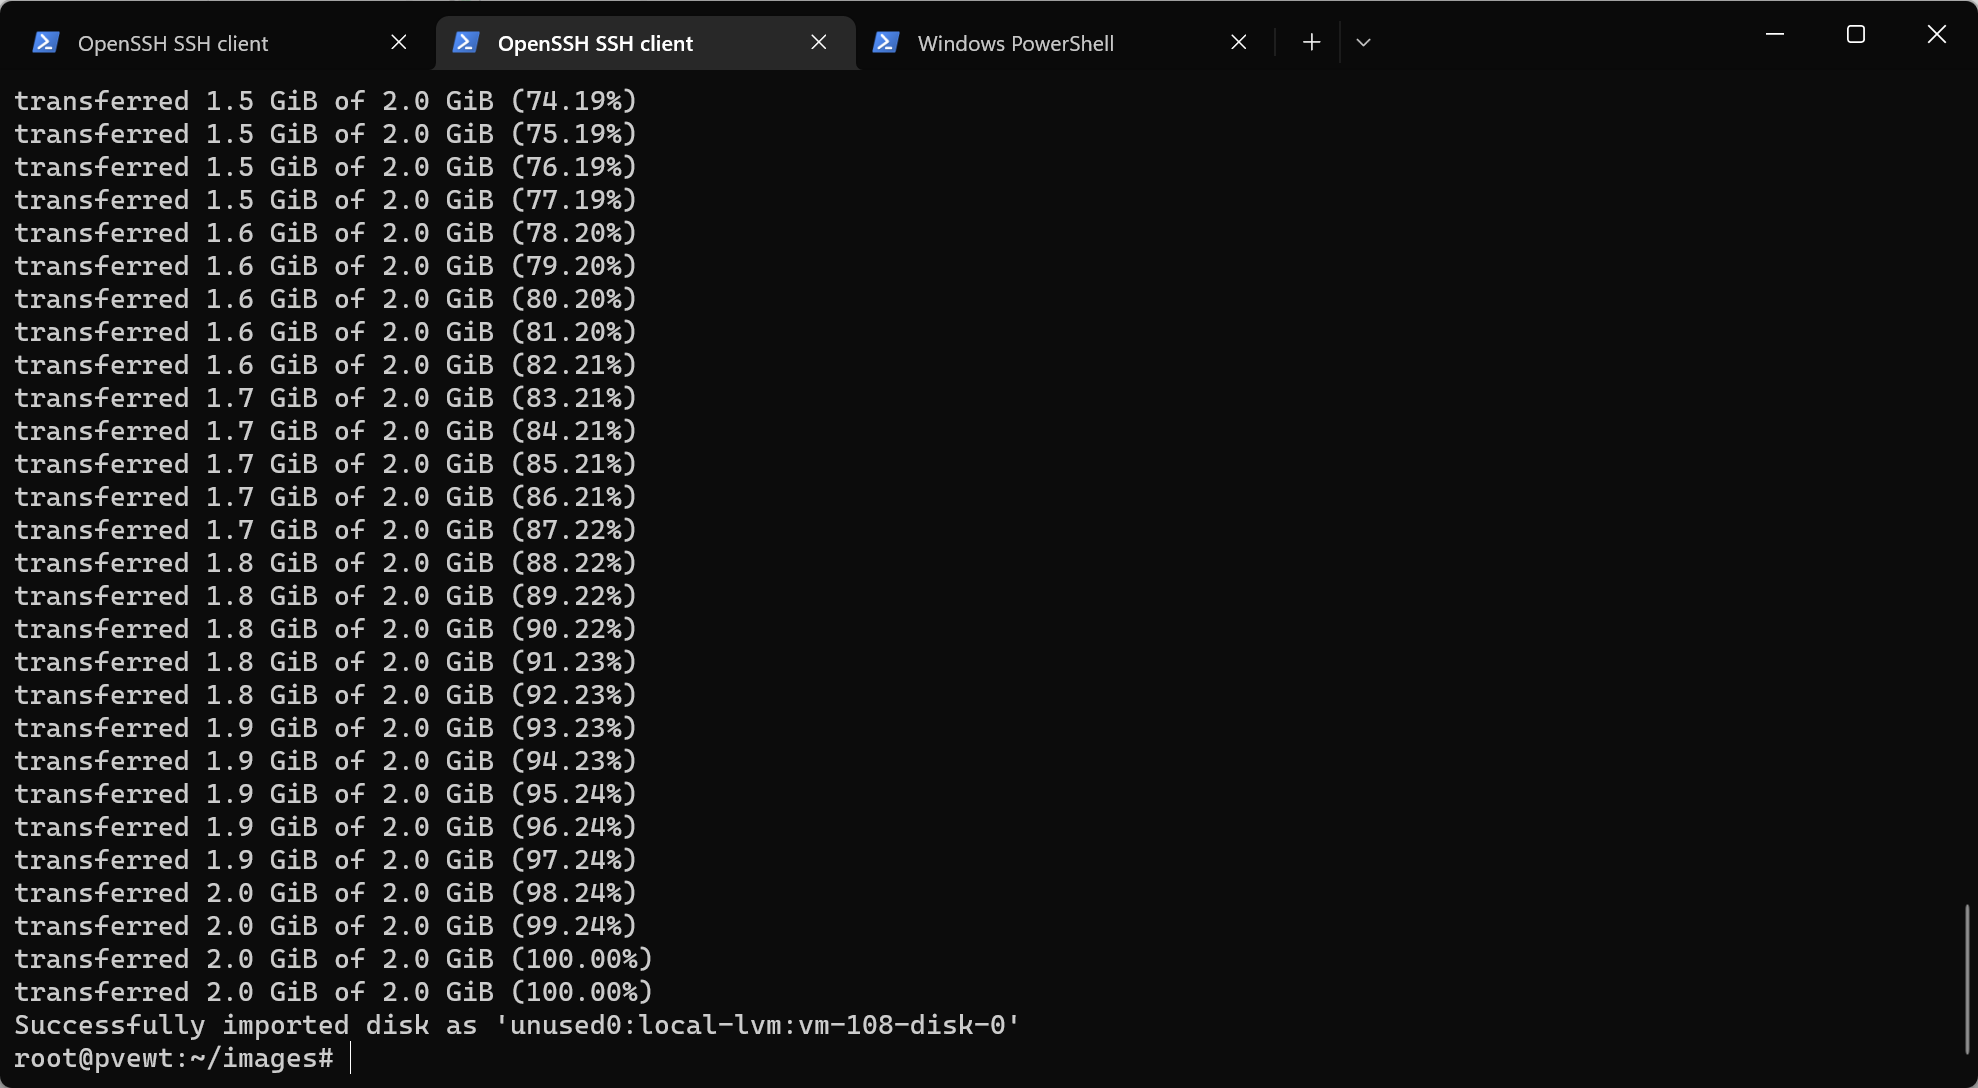 OpenSSH SSH client
OpenSSH SSH client
Windows PowerShell
transferred 1.5 GiB of 2.0 GiB (74.19%)
transferred 1.5 GiB of 2.0 GiB (75.19%)
transferred 1.5 GiB of 2.0 GiB (76.19%)
transferred 1.5 GiB of 2.0 GiB (77.19%)
transferred 1.6 GiB of 2.0 GiB (78.20%)
transferred 1.6 GiB of 2.0 GiB (79.20%)
transferred 1.6 GiB of 2.0 GiB (80.20%)
transferred 1.6 GiB of 2.0 GiB (81.20%)
transferred 1.6 GiB of 2.0 GiB (82.21%)
transferred 1.7 GiB of 2.0 GiB (83.21%)
transferred 1.7 GiB of 2.0 GiB (84.21%)
transferred 1.7 GiB of 2.0 GiB (85.21%)
transferred 1.7 GiB of 2.0 GiB (86.21%)
transferred 1.7 GiB of 2.0 GiB (87.22%)
transferred 1.8 GiB of 2.0 GiB (88.22%)
transferred 1.8 GiB of 2.0 GiB (89.22%)
transferred 1.8 GiB of 2.0 GiB (90.22%)
transferred 1.8 GiB of 2.0 GiB (91.23%)
transferred 1.8 GiB of 2.0 GiB (92.23%)
transferred 1.9 GiB of 2.0 GiB (93.23%)
transferred 1.9 GiB of 2.0 GiB (94.23%)
transferred 1.9 GiB of 2.0 GiB (95.24%)
transferred 1.9 GiB of 2.0 GiB (96.24%)
transferred 1.9 GiB of 2.0 GiB (97.24%)
transferred 2.0 GiB of 2.0 GiB (98.24%)
transferred 2.0 GiB of 2.0 GiB (99.24%)
transferred 2.0 GiB of 2.0 GiB (100.00%)
transferred 2.0 GiB of 2.0 GiB (100.00%)
Successfully imported disk as 'unused0:local-lvm:vm-108-disk-0'
root@pvewt:~/images#